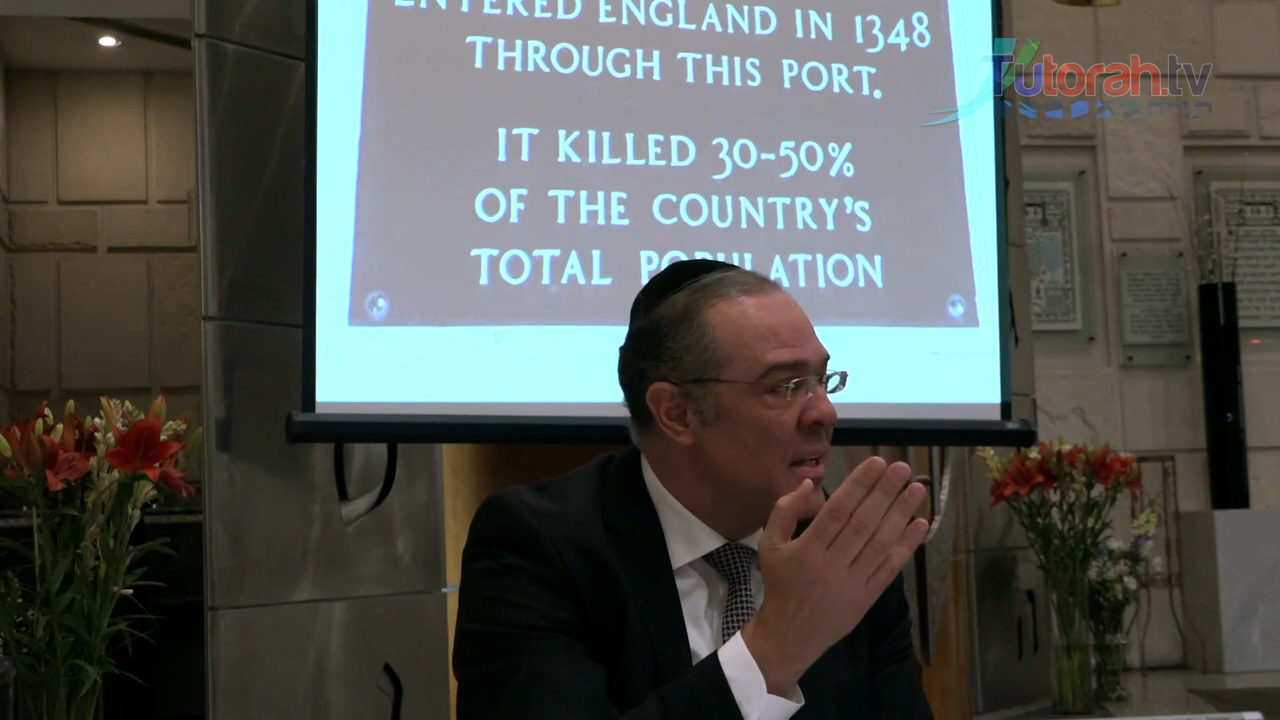 ENTERED ENGLAND IN 1348
THROUGH THIS PORT.
IT KILLED 30-50%
OF THE COUNTRY'S
TOTAL POPULATION
Tutorah.tv